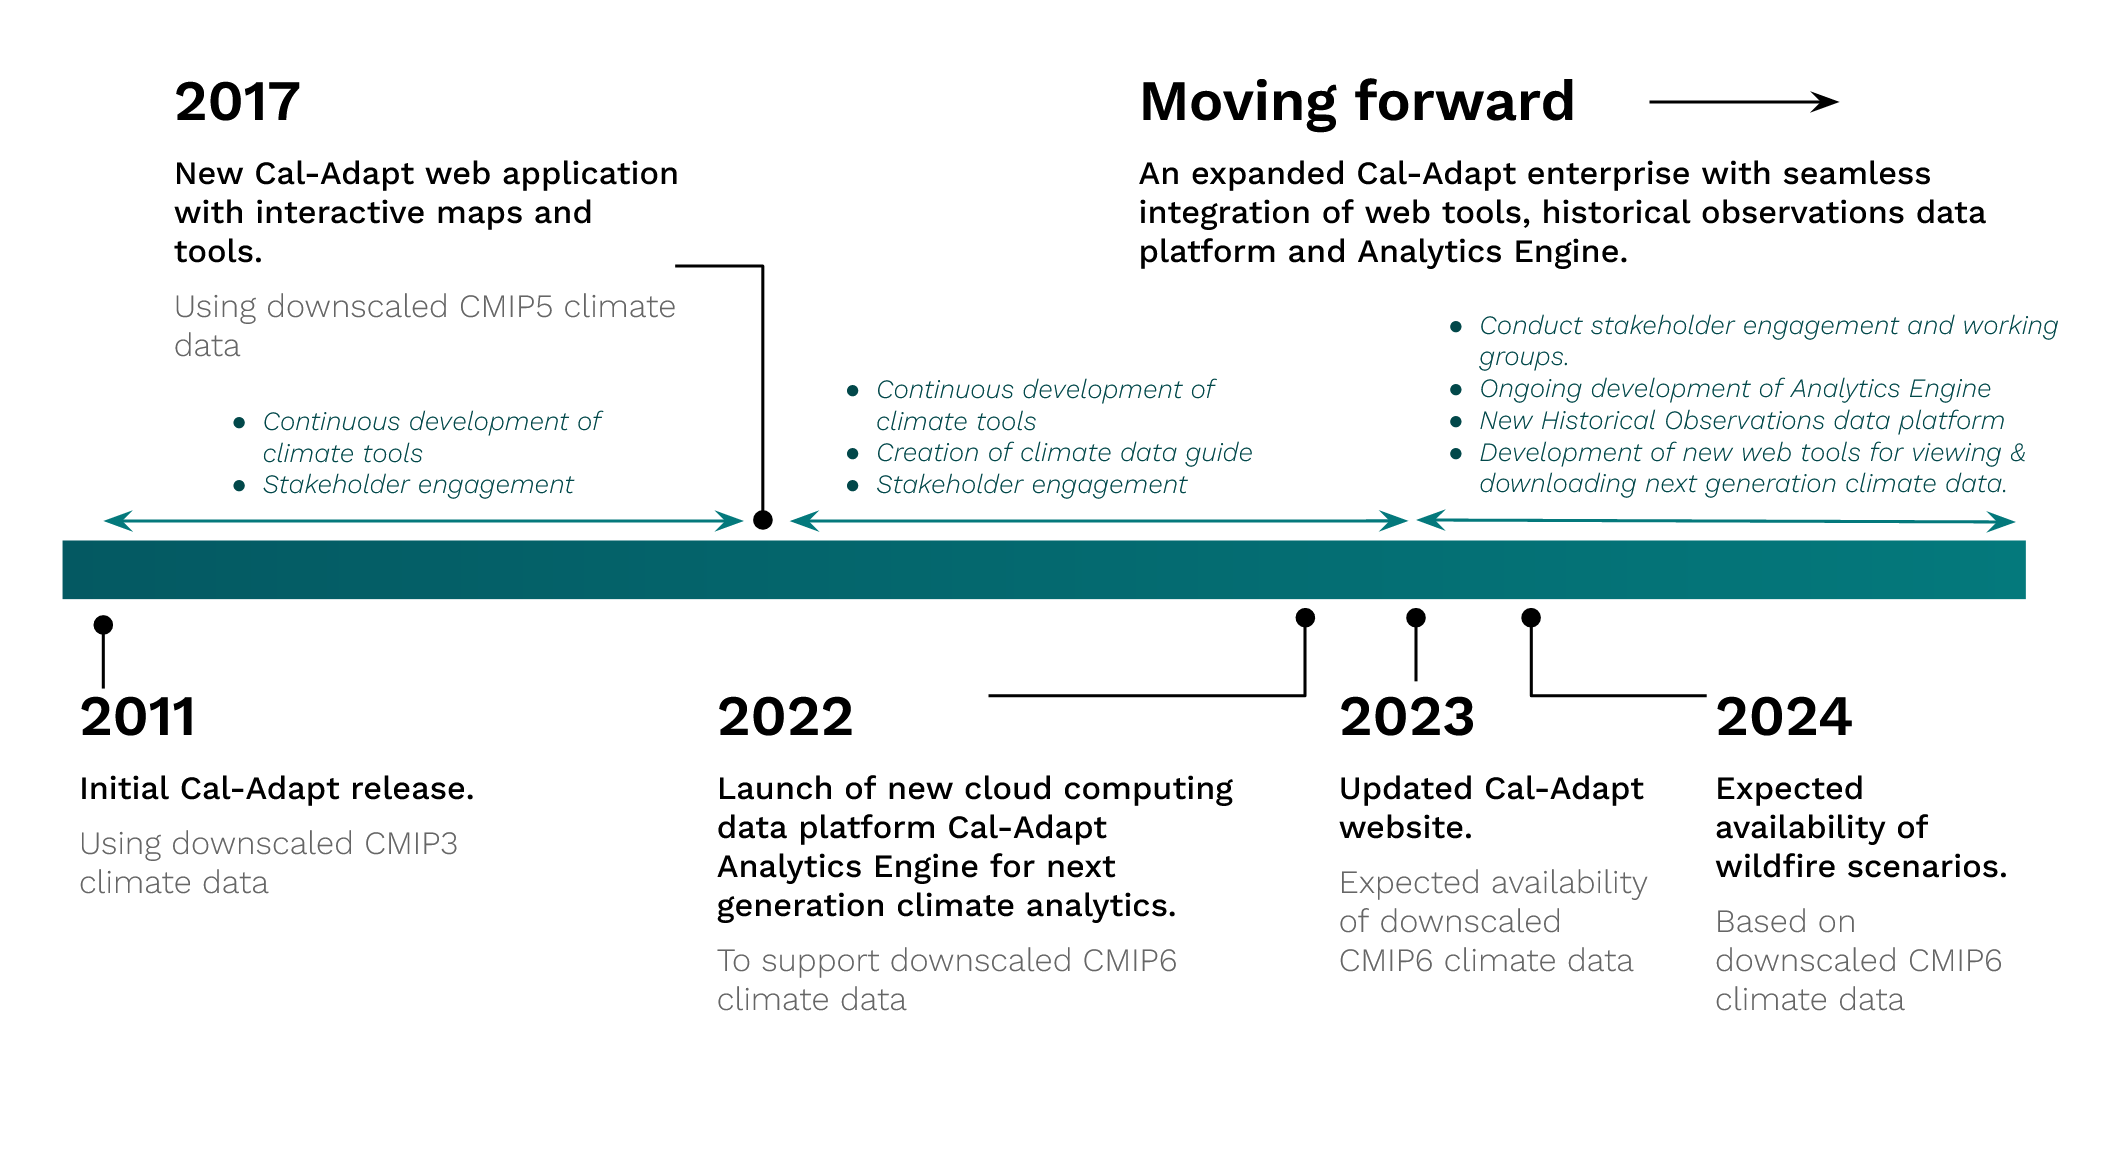 2017
New Cal-Adapt web application
with interactive maps and
tools.
Using downscaled CMIP5 climate
data
Moving forward
An expanded Cal-Adapt enterprise with seamless
integration of web tools, historical observations data
platform and Analytics Engine.
● Continuous development of
climate tools
● Stakeholder engagement
● Continuous development of
climate tools
● Creation of climate data guide
● Stakeholder engagement
● Conduct stakeholder engagement and working
groups.
● Ongoing development of Analytics Engine
● New Historical Observations data platform
● Development of new web tools for viewing &
downloading next generation climate data.
2011
Initial Cal-Adapt release.
Using downscaled CMIP3
climate data
2022
Launch of new cloud computing
data platform Cal-Adapt
Analytics Engine for next
generation climate analytics.
To support downscaled CMIP6
climate data
2023
Updated Cal-Adapt
website.
Expected availability
of downscaled
CMIP6 climate data
2024
Expected
availability of
wildfire scenarios.
Based on
downscaled CMIP6
climate data